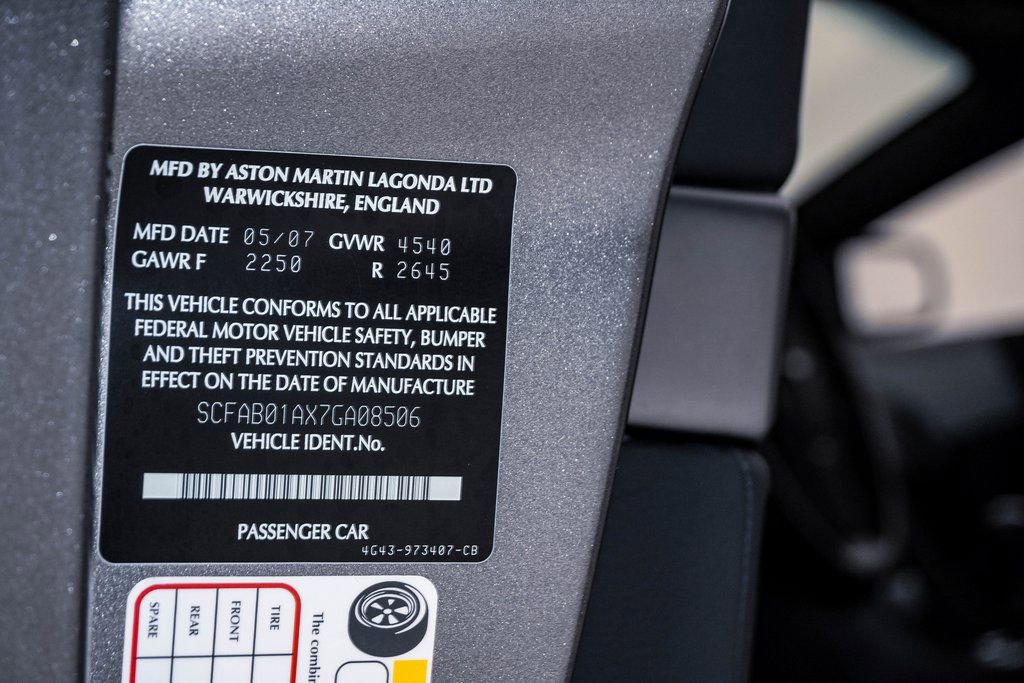 MFD BY ASTON MARTIN LAGONDA LTD
WARWICKSHIRE, ENGLAND
MFD DATE 05/07 GVWR 4540
GAWR F 2250 R 2645
THIS VEHICLE CONFORMS TO ALL APPLICABLE
FEDERAL MOTOR VEHICLE SAFETY, BUMPER
AND THEFT PREVENTION STANDARDS IN
EFFECT ON THE DATE OF MANUFACTURE
SCFAB01AX7GA08506
VEHICLE IDENT.No.
PASSENGER CAR
4G43-973407-CB
The
TIRE
FRONT
REAR
SPARE